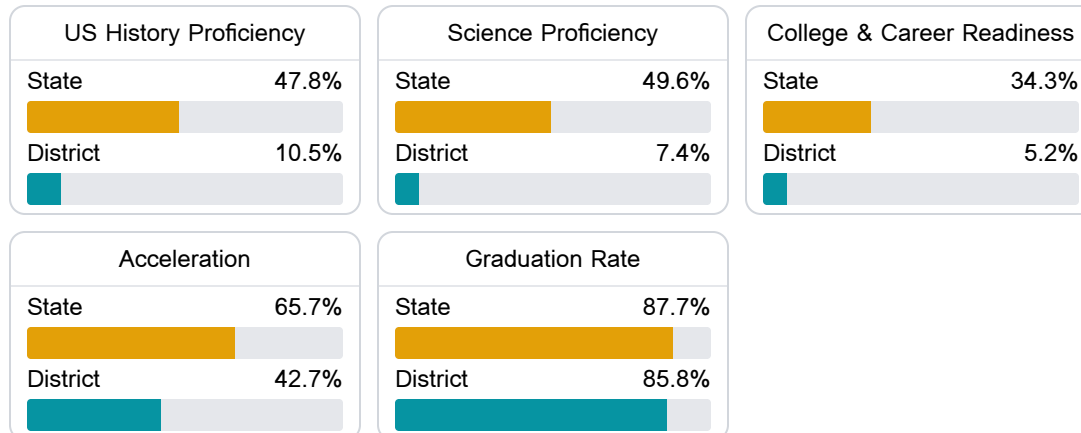 US History Proficiency
State 47.8%
District 10.5%
Science Proficiency
State 49.6%
District 7.4%
College & Career Readiness
State 34.3%
District 5.2%
Acceleration
State 65.7%
District 42.7%
Graduation Rate
State 87.7%
District 85.8%